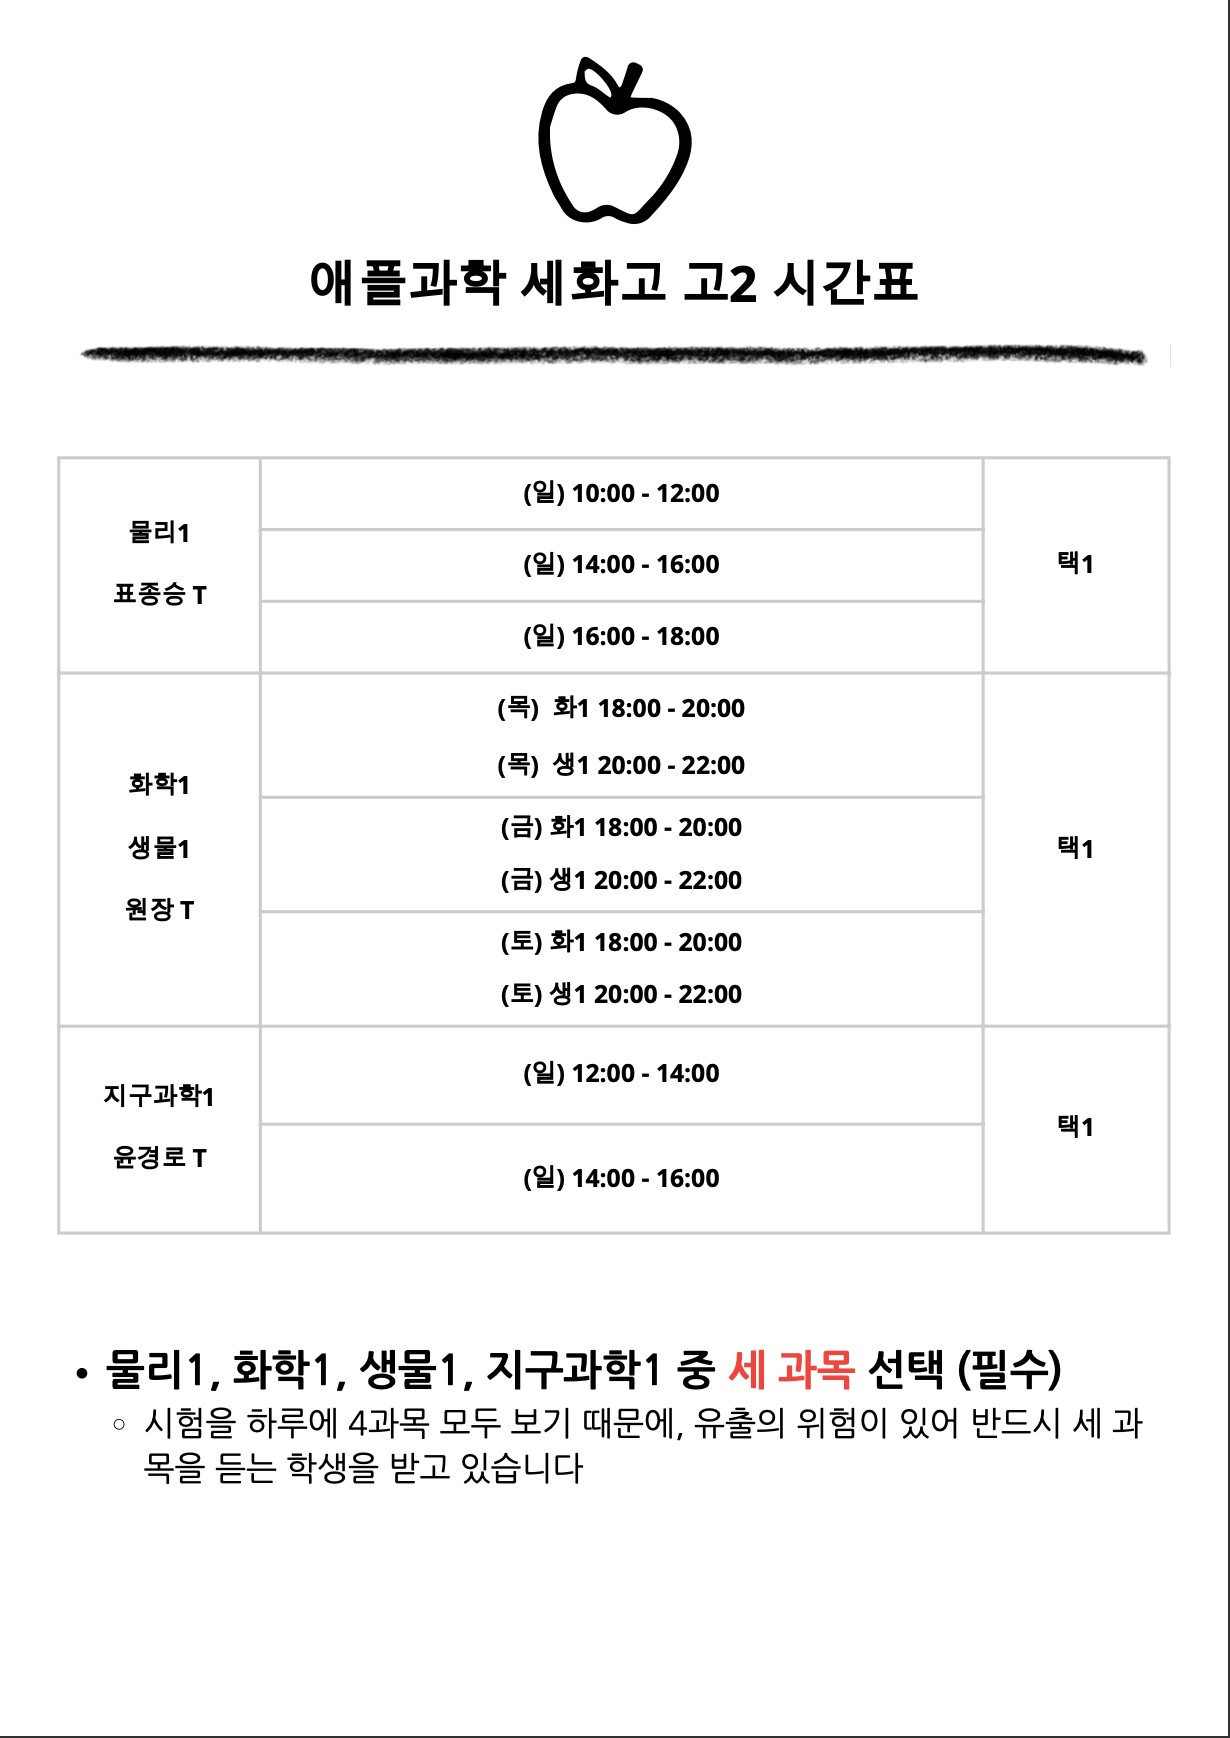 애플과학 세화고 고2 시간표
물리1
표종승 T
(일) 10:00 - 12:00
(일) 14:00 - 16:00
(일) 16:00 - 18:00
택1
화학1
생물1
원장 T
(목) 화1 18:00 - 20:00
(목) 생1 20:00 - 22:00
(금) 화1 18:00 - 20:00
(금) 생1 20:00 - 22:00
(토) 화1 18:00 - 20:00
(토) 생1 20:00 - 22:00
택1
지구과학1
윤경로 T
(일) 12:00 - 14:00
(일) 14:00 - 16:00
택1
• 물리1, 화학1, 생물1, 지구과학1 중 세 과목 선택 (필수)
○ 시험을 하루에 4과목 모두 보기 때문에, 유출의 위험이 있어 반드시 세 과
목을 듣는 학생을 받고 있습니다